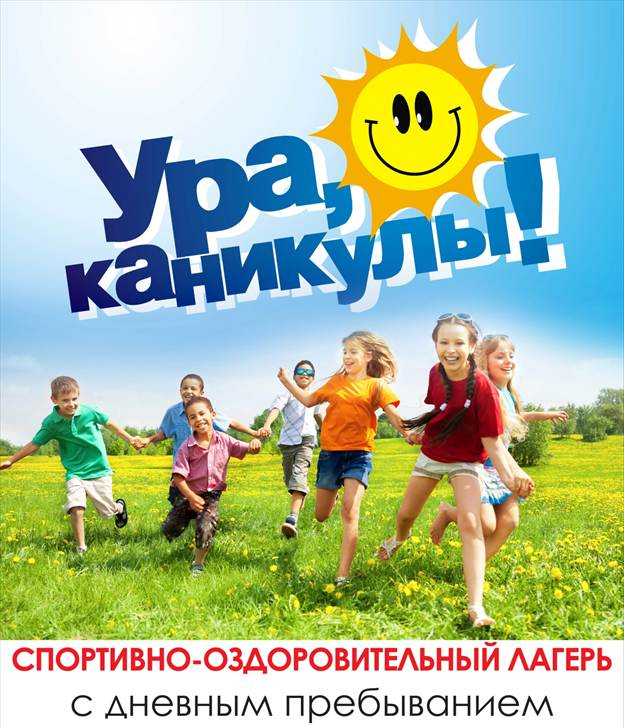 Ура,
каникулы!
СПОРТИВНО-ОЗДОРОВИТЕЛЬНЫЙ ЛАГЕРЬ
с дневным пребыванием